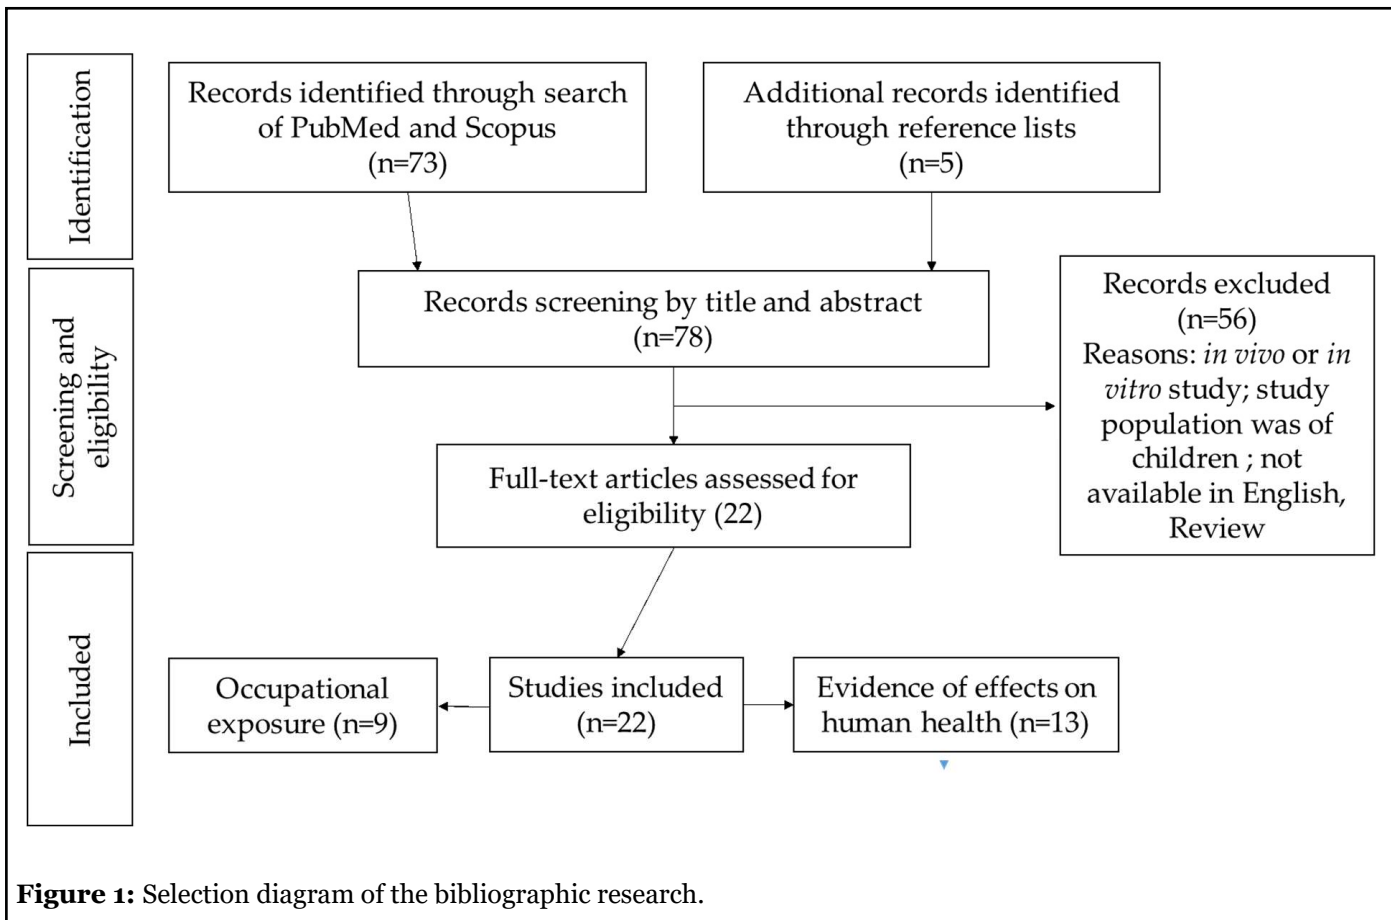 Identification
Records identified through search
of PubMed and Scopus
(n=73)
Additional records identified
through reference lists
(n=5)
Screening and
eligibility
Records screening by title and abstract
(n=78)
Records excluded
(n=56)
Reasons: in vivo or in
vitro study; study
population was of
children ; not
available in English,
Review
Full-text articles assessed for
eligibility (22)
Included
Occupational
exposure (n=9)
Studies included
(n=22)
Evidence of effects on
human health (n=13)
Figure 1: Selection diagram of the bibliographic research.